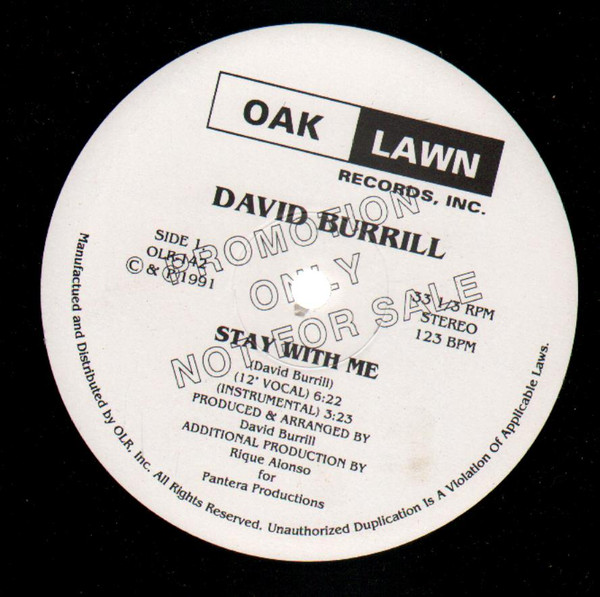 OAK LAWN
RECORDS, INC.
DAVID BURRILL
PROMOTION
ONLY
NOT FOR SALE
SIDE 1
OLR-142
© & ℗ 1991
33 1/3 RPM
STEREO
123 BPM
STAY WITH ME
(David Burrill)
(12" VOCAL) 6:22
(INSTRUMENTAL) 3:23
PRODUCED & ARRANGED BY
David Burrill
ADDITIONAL PRODUCTION BY
Rique Alonso
for
Pantera Productions
Manufactued and Distributed by OLR, Inc. All Rights Reserved. Unauthorized Duplication Is A Violation Of Applicable Laws.